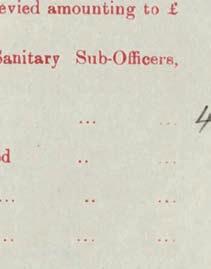 evied amounting to £
Sanitary Sub-Officers,
... ... 4
d .. ...
... .. ...
.. ... ...